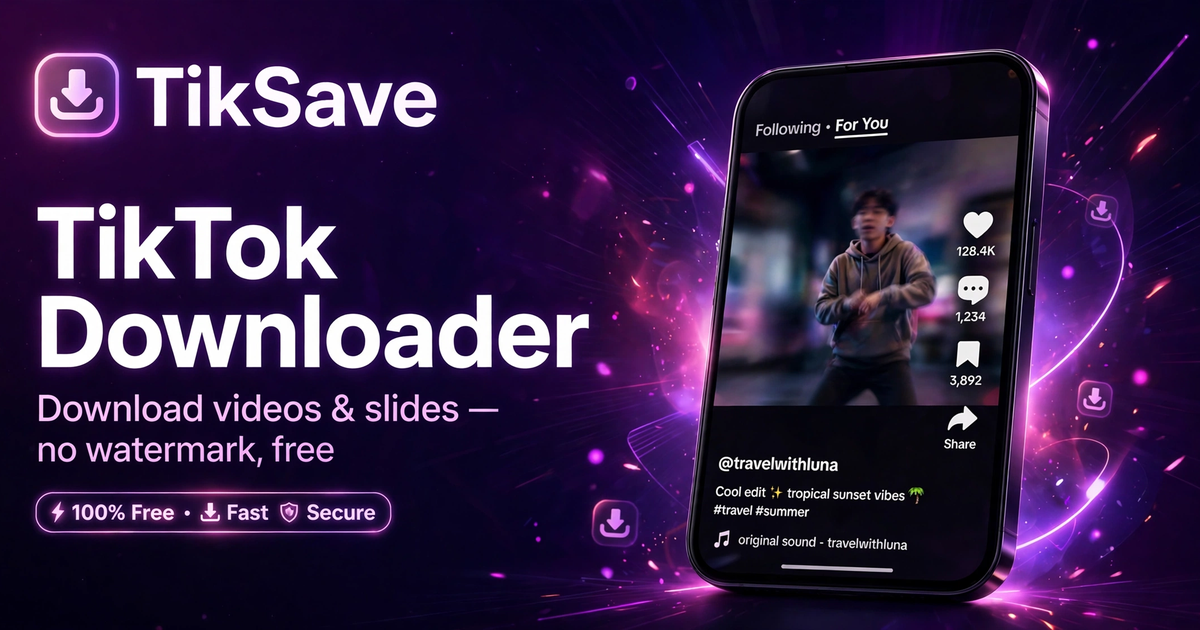 TikSave
TikTok
Downloader
Download videos & slides —
no watermark, free
100% Free • Fast Secure
Following • For You
128.4K
1,234
3,892
Share
@travelwithluna
Cool edit ✨ tropical sunset vibes 🌴
#travel #summer
original sound - travelwithluna